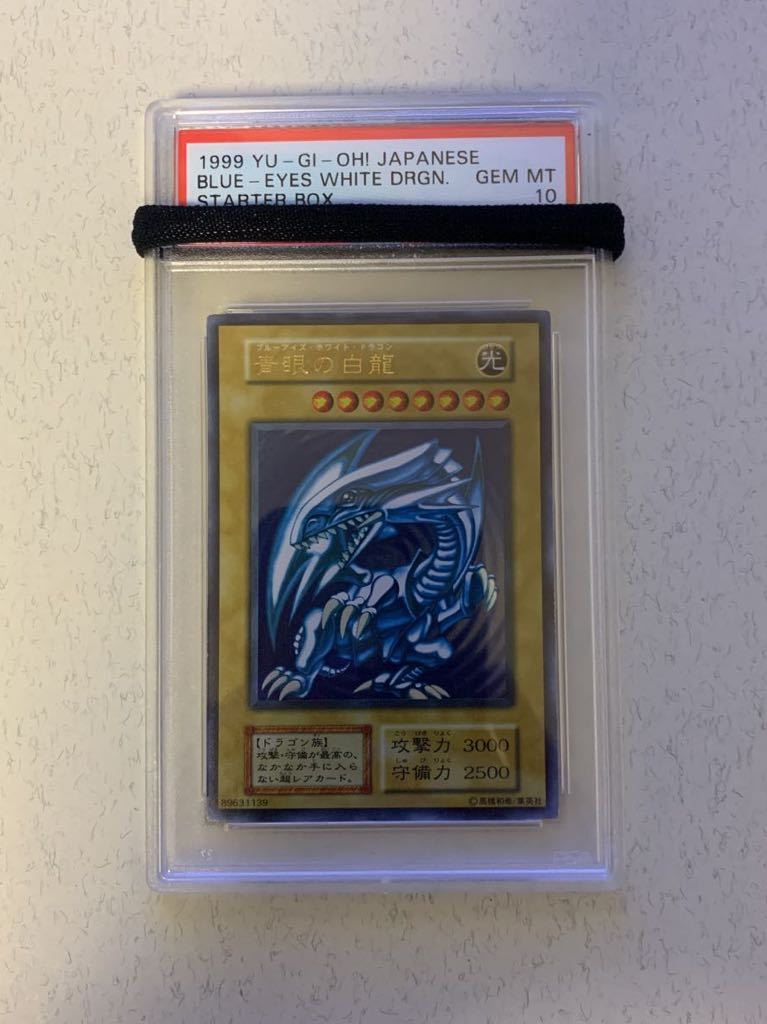 1999 YU-GI-OH! JAPANESE
BLUE-EYES WHITE DRGN. GEM MT
STARTER BOX 10
ブルーアイズ・ホワイト・ドラゴン
青眼の白龍 光
【ドラゴン族】
攻撃・守備が最高の、
なかなか手に入ら
ない超レアカード。
こう げき りょく
攻撃力 3000
しゅ び りょく
守備力 2500
89631139 ©高橋和希/集英社